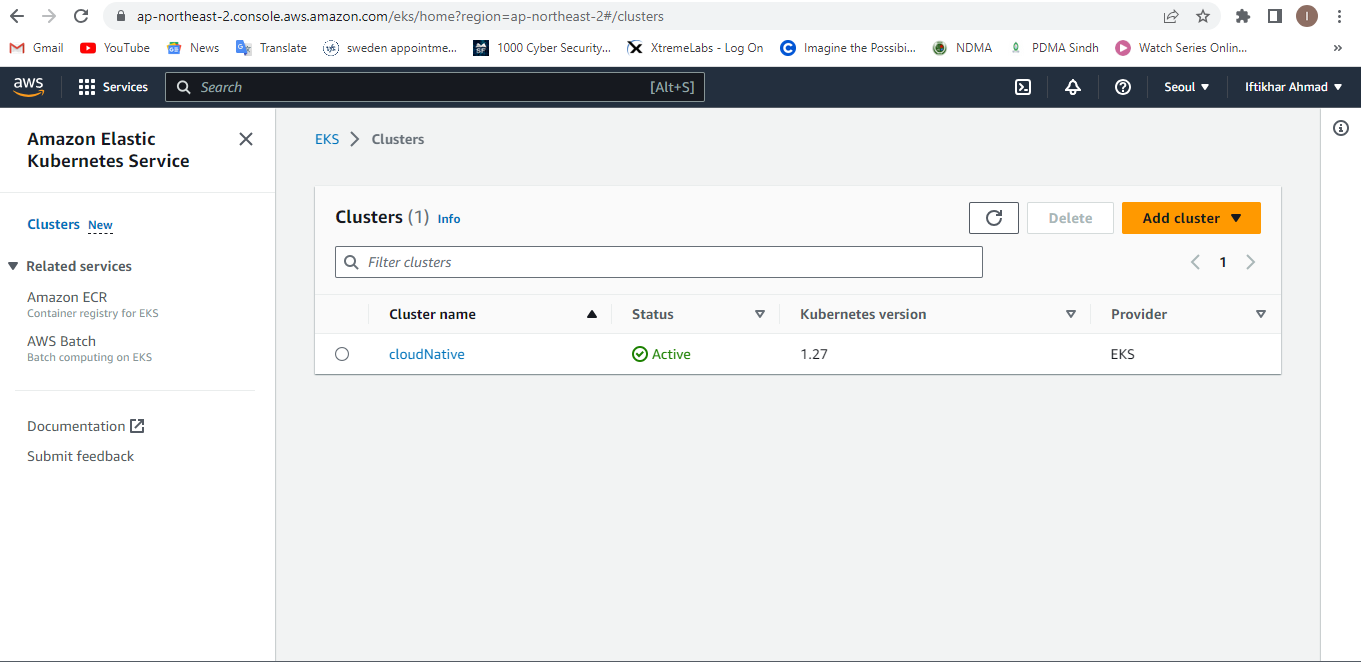 ap-northeast-2.console.aws.amazon.com/eks/home?region=ap-northeast-2#/clusters
I
Gmail YouTube News Translate sweden appointme... 1000 Cyber Security... XtremeLabs - Log On Imagine the Possibi... NDMA PDMA Sindh Watch Series Onlin... »
aws Services Search [Alt+S] Seoul Iftikhar Ahmad
Amazon Elastic
Kubernetes Service
Clusters New
Related services
Amazon ECR
Container registry for EKS
AWS Batch
Batch computing on EKS
Documentation
Submit feedback
EKS Clusters
Clusters (1) Info Delete Add cluster
Filter clusters 1
Cluster name Status Kubernetes version Provider
cloudNative Active 1.27 EKS